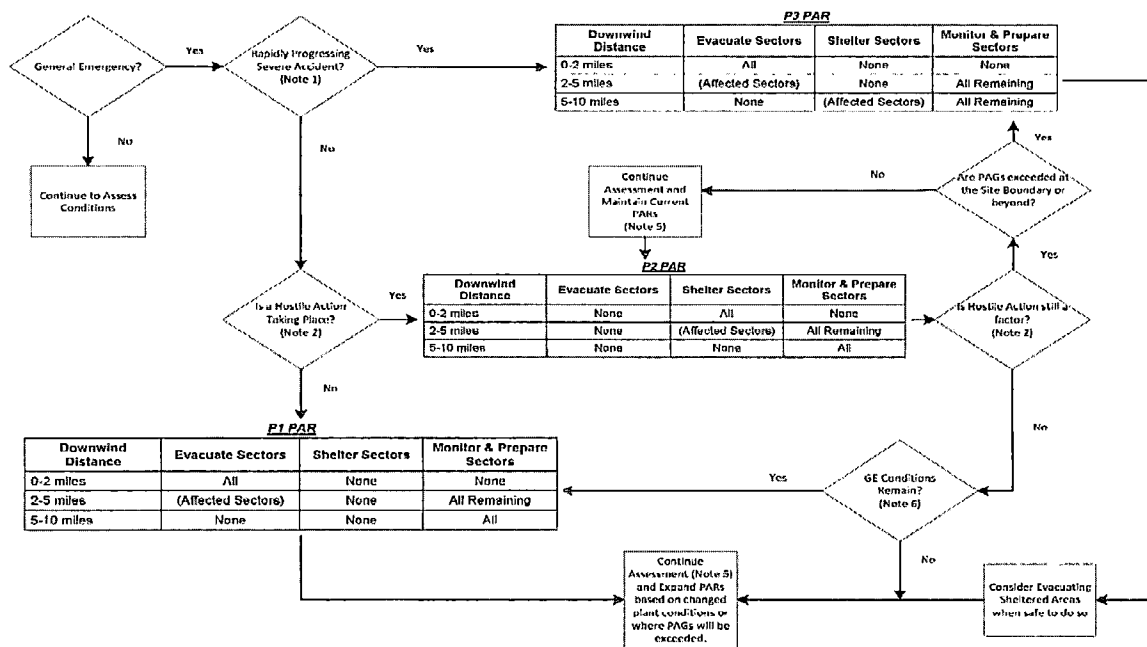 General Emergency?
Yes
Rapidly Progressing
Severe Accident?
(Note 1)
Yes
P3 PAR
Downwind Distance Evacuate Sectors Shelter Sectors Monitor & Prepare Sectors
0-2 miles All None None
2-5 miles (Affected Sectors) None All Remaining
5-10 miles None (Affected Sectors) All Remaining
No
Continue to Assess
Conditions
No
Yes
Are PAGs exceeded at
the Site Boundary or
beyond?
No
Continue
Assessment and
Maintain Current
PARs
(Note 5)
Is a Hostile Action
Taking Place?
(Note 2)
Yes
P2 PAR
Downwind Distance Evacuate Sectors Shelter Sectors Monitor & Prepare Sectors
0-2 miles None All None
2-5 miles None (Affected Sectors) All Remaining
5-10 miles None None All
Yes
Is Hostile Action still a
factor?
(Note 2)
No
No
P1 PAR
Downwind Distance Evacuate Sectors Shelter Sectors Monitor & Prepare Sectors
0-2 miles All None None
2-5 miles (Affected Sectors) None All Remaining
5-10 miles None None All
Yes
GE Conditions
Remain?
(Note 6)
No
Continue
Assessment (Note 5)
and Expand PARs
based on changed
plant conditions or
where PAGs will be
exceeded.
Consider Evacuating
Sheltered Areas
when safe to do so